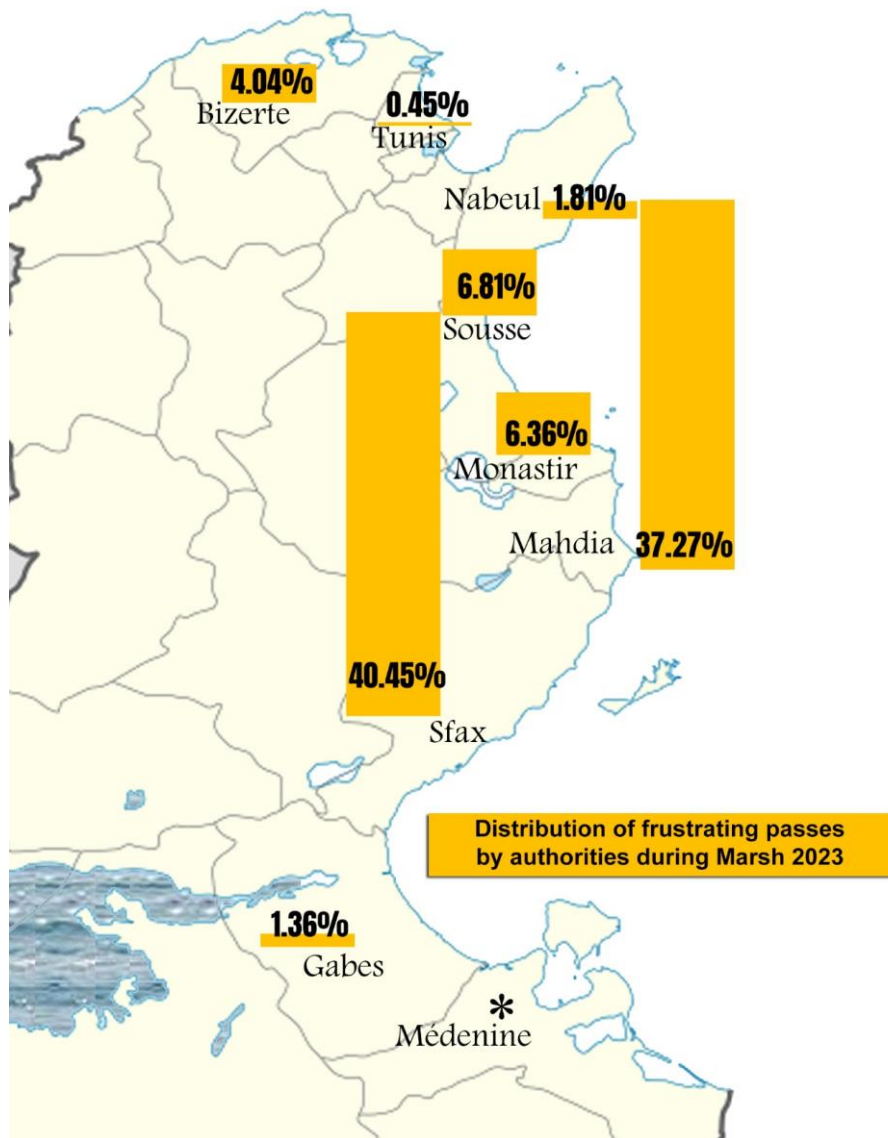 4.04%
Bizerte
0.45%
Tunis
Nabeul 1.81%
6.81%
Sousse
6.36%
Monastir
Mahdia 37.27%
40.45%
Sfax
Distribution of frustrating passes
by authorities during Marsh 2023
1.36%
Gabes
*
Médenine